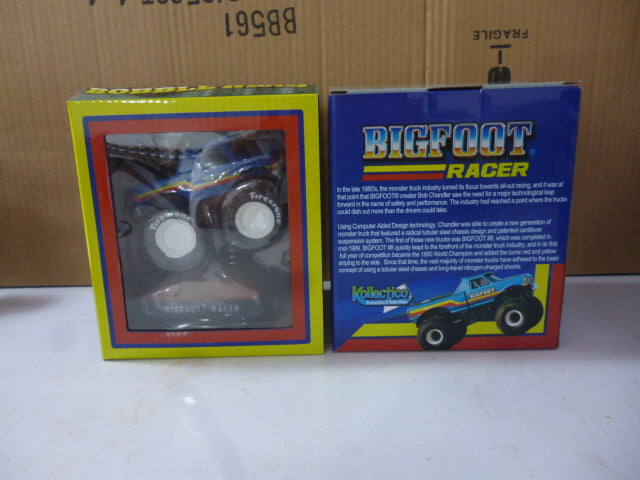 BB561
FRAGILE
BOBBLE
Firestone
Firestone
BIGFOOT RACER
BIGFOOT®
RACER
In the late 1980's, the monster truck industry turned its focus towards all-out racing, and it was at
that point that BIGFOOT® creator Bob Chandler saw the need for a major technological leap
forward in the name of safety and performance. The industry had reached a point where the trucks
could dish out more than the drivers could take.
Using Computer Aided Design technology, Chandler was able to create a new generation of
monster truck that featured a radical tubular steel chassis design and patented cantilever
suspension system. The first of these new trucks was BIGFOOT #8, which was completed in
mid-1989. BIGFOOT #8 quickly leapt to the forefront of the monster truck industry, and in its first
full year of competition became the 1990 World Champion and added the iconic red and yellow
striping to the side. Since that time, the vast majority of monster trucks have adhered to the basic
concept of using a tubular steel chassis and long-travel nitrogen-charged shocks.
Kollectico
Promotions & Collectibles
BIGFOOT